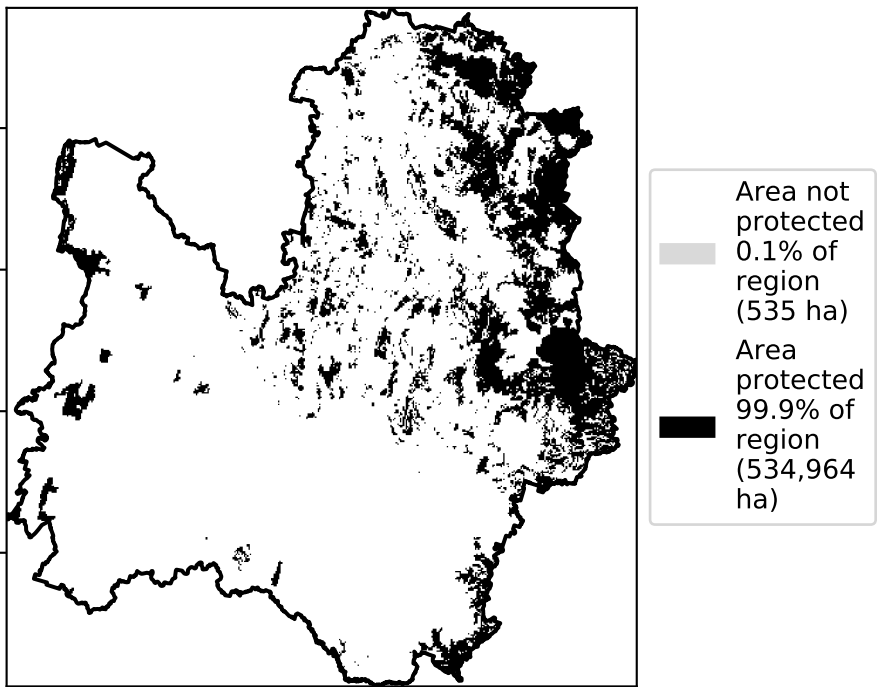 Area not
protected
0.1% of
region
(535 ha)
Area
protected
99.9% of
region
(534,964
ha)